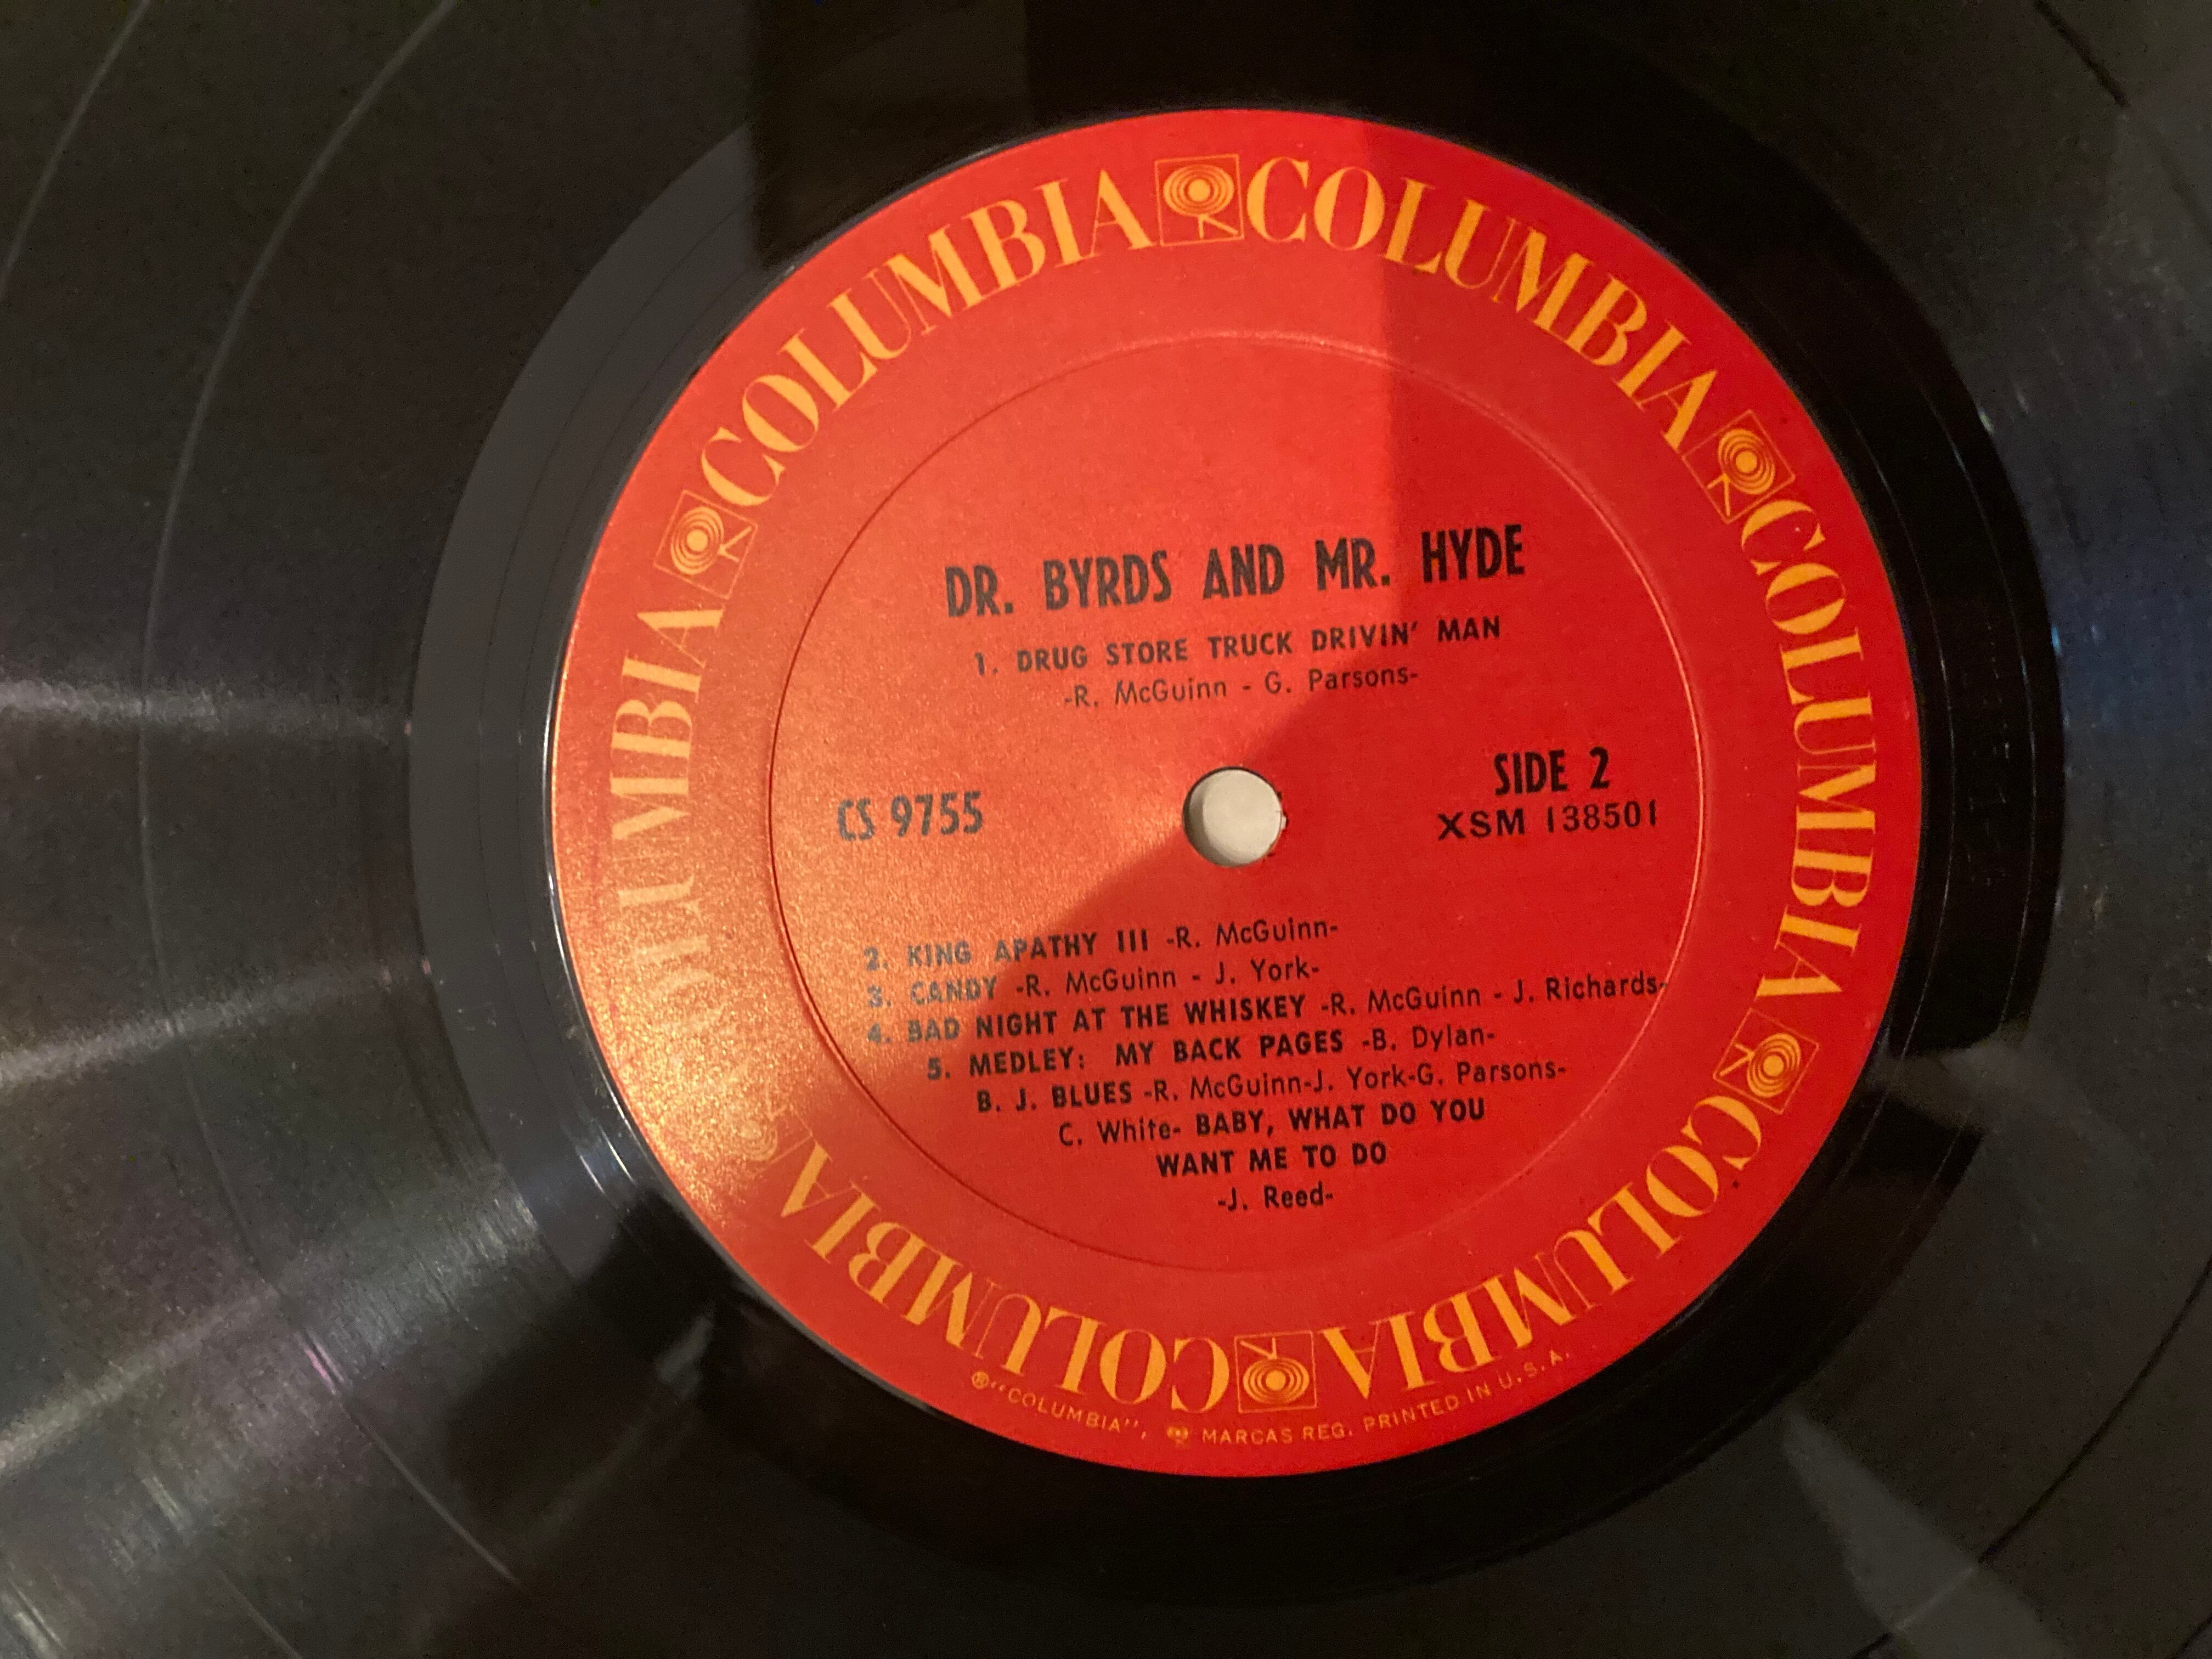 COLUMBIA COLUMBIA COLUMBIA COLUMBIA COLUMBIA COLUMBIA
DR. BYRDS AND MR. HYDE
1. DRUG STORE TRUCK DRIVIN' MAN
-R. McGuinn - G. Parsons-
CS 9755
SIDE 2
XSM 138501
2. KING APATHY III -R. McGuinn-
3. CANDY -R. McGuinn - J. York-
4. BAD NIGHT AT THE WHISKEY -R. McGuinn - J. Richards-
5. MEDLEY: MY BACK PAGES -B. Dylan-
B. J. BLUES -R. McGuinn-J. York-G. Parsons-
C. White- BABY, WHAT DO YOU
WANT ME TO DO
-J. Reed-
® "COLUMBIA", MARCAS REG. PRINTED IN U.S.A.